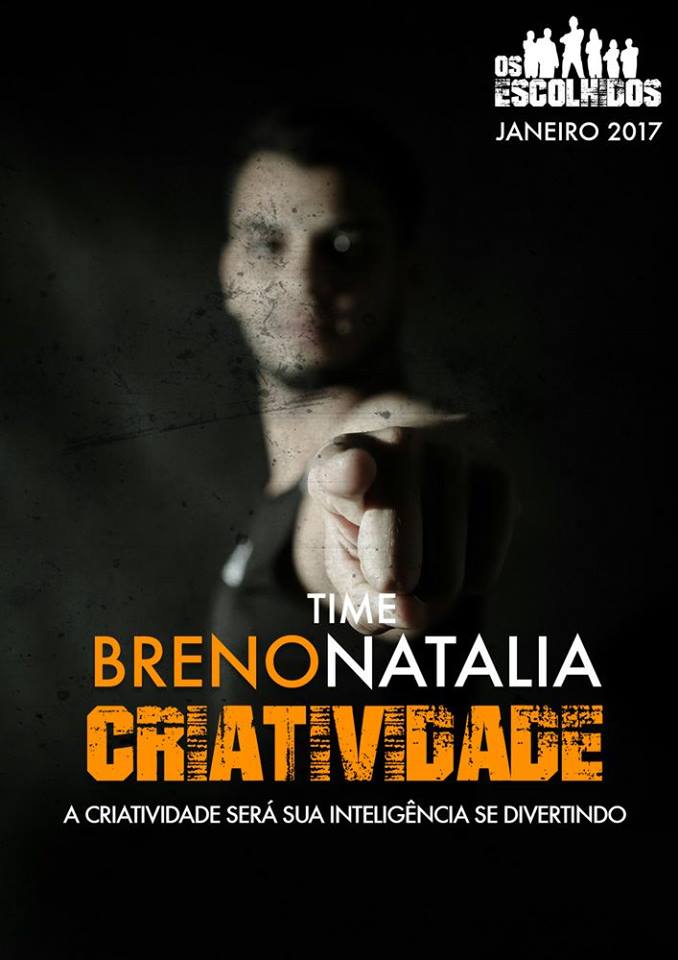 OS
ESCOLHIDOS
JANEIRO 2017
TIME
BRENONATALIA
CRIATIVIDADE
A CRIATIVIDADE SERÁ SUA INTELIGÊNCIA SE DIVERTINDO